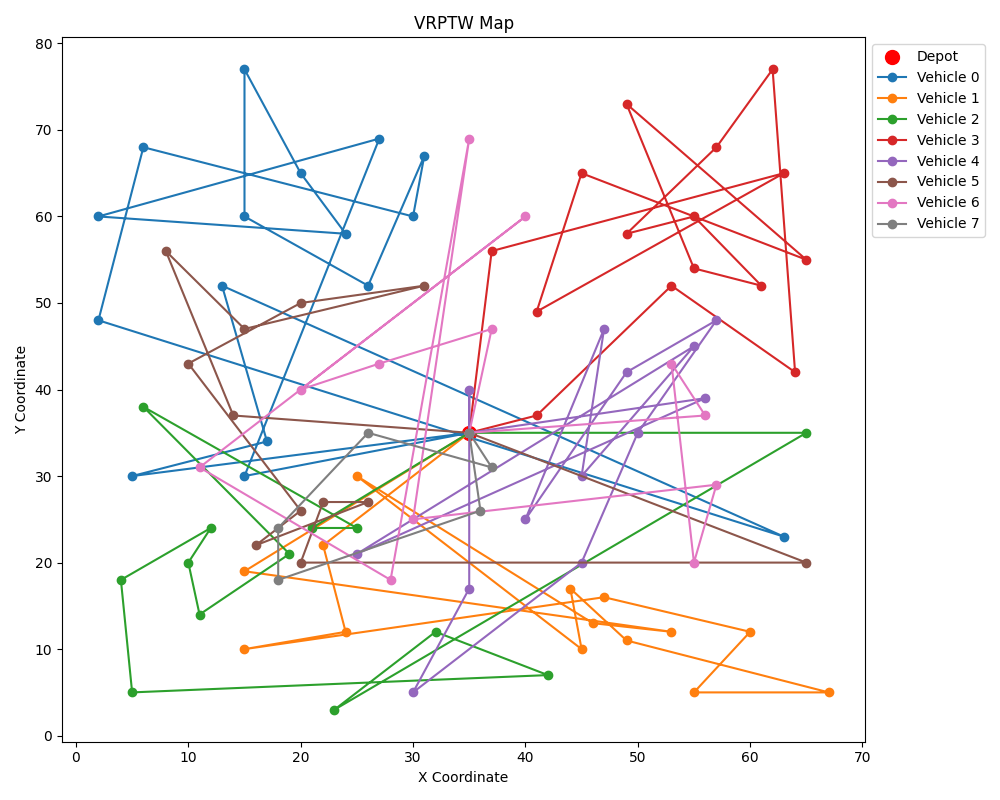 VRPTW Map
80
70
60
50
40
30
20
10
0
Y Coordinate
0 10 20 30 40 50 60 70
X Coordinate
Depot
Vehicle 0
Vehicle 1
Vehicle 2
Vehicle 3
Vehicle 4
Vehicle 5
Vehicle 6
Vehicle 7